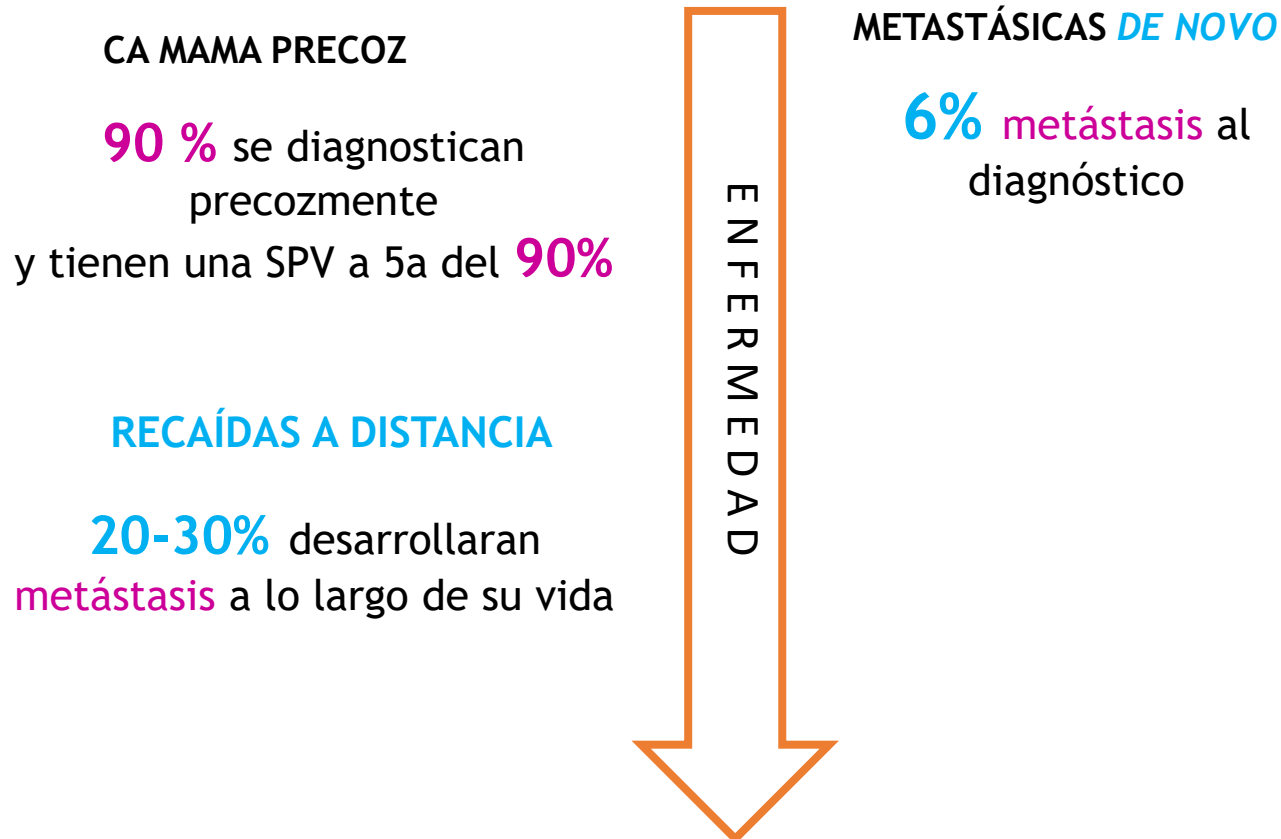 CA MAMA PRECOZ
90 % se diagnostican
precozmente
y tienen una SPV a 5a del 90%
RECAÍDAS A DISTANCIA
20-30% desarrollaran
metástasis a lo largo de su vida
ENFERMEDAD
METASTÁSICAS DE NOVO
6% metástasis al
diagnóstico